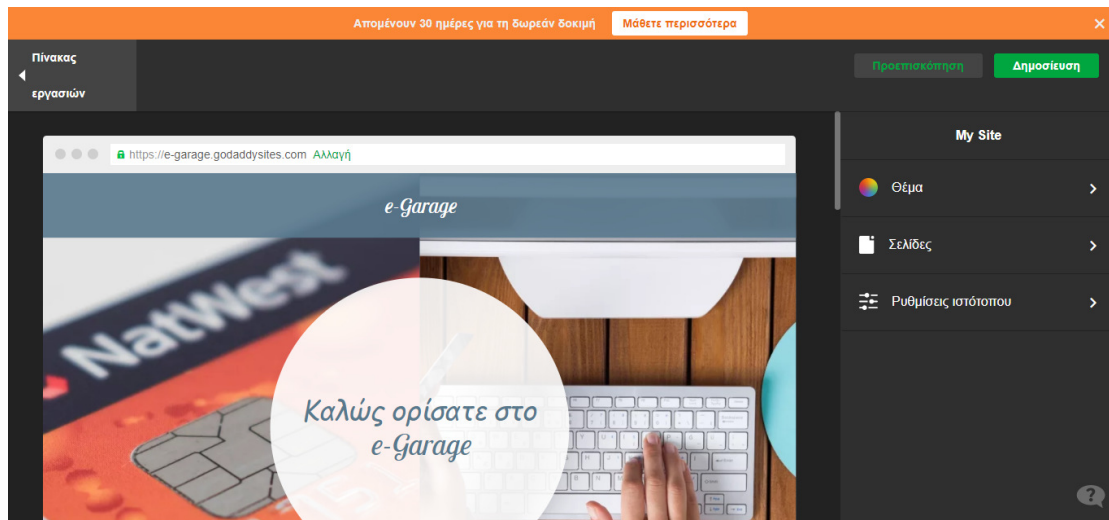 Απομένουν 30 ημέρες για τη δωρεάν δοκιμή Μάθετε περισσότερα
Πίνακας
εργασιών
Προεπισκόπηση Δημοσίευση
https://e-garage.godaddysites.com Αλλαγή
My Site
e-Garage
Θέμα
Σελίδες
Ρυθμίσεις ιστότοπου
NatWest
Καλώς ορίσατε στο
e-Garage